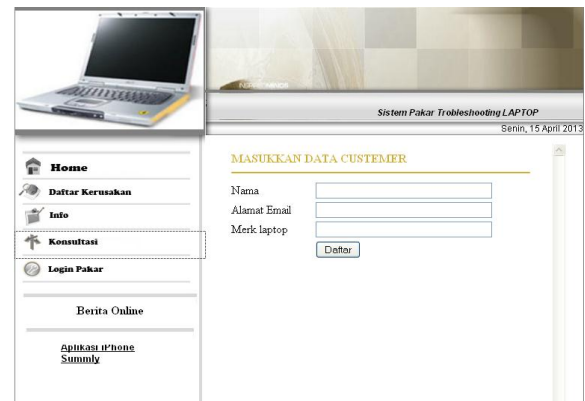 Sistem Pakar Trobleshooting LAPTOP
Senin, 15 April 2013
Home
Daftar Kerusakan
Info
Konsultasi
Login Pakar
Berita Online
Aplikasi iPhone
Summly
MASUKKAN DATA CUSTEMER
Nama
Alamat Email
Merk laptop
Daftar